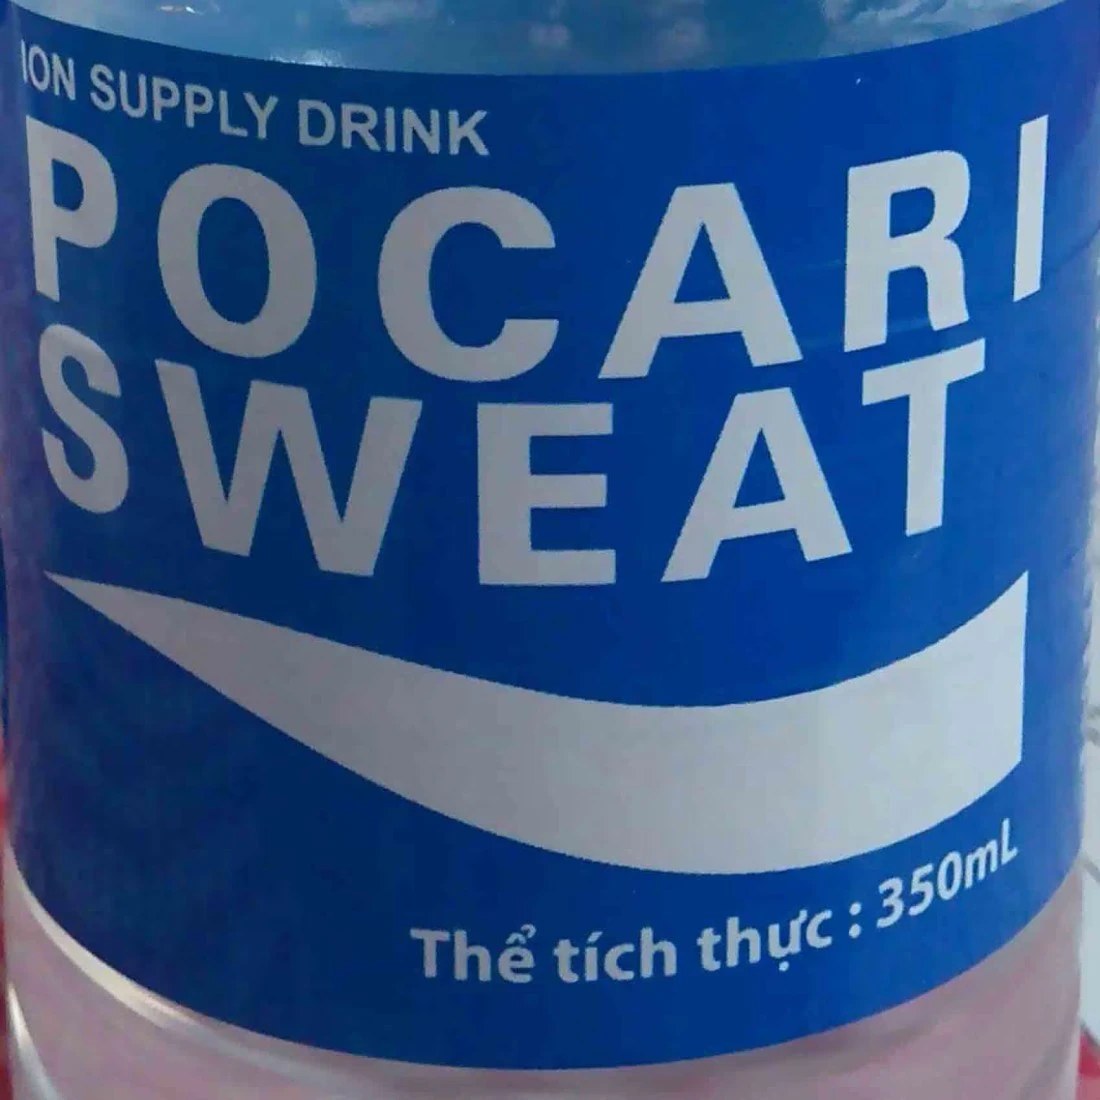 ION SUPPLY DRINK
POCARI
SWEAT
Thể tích thực : 350mL